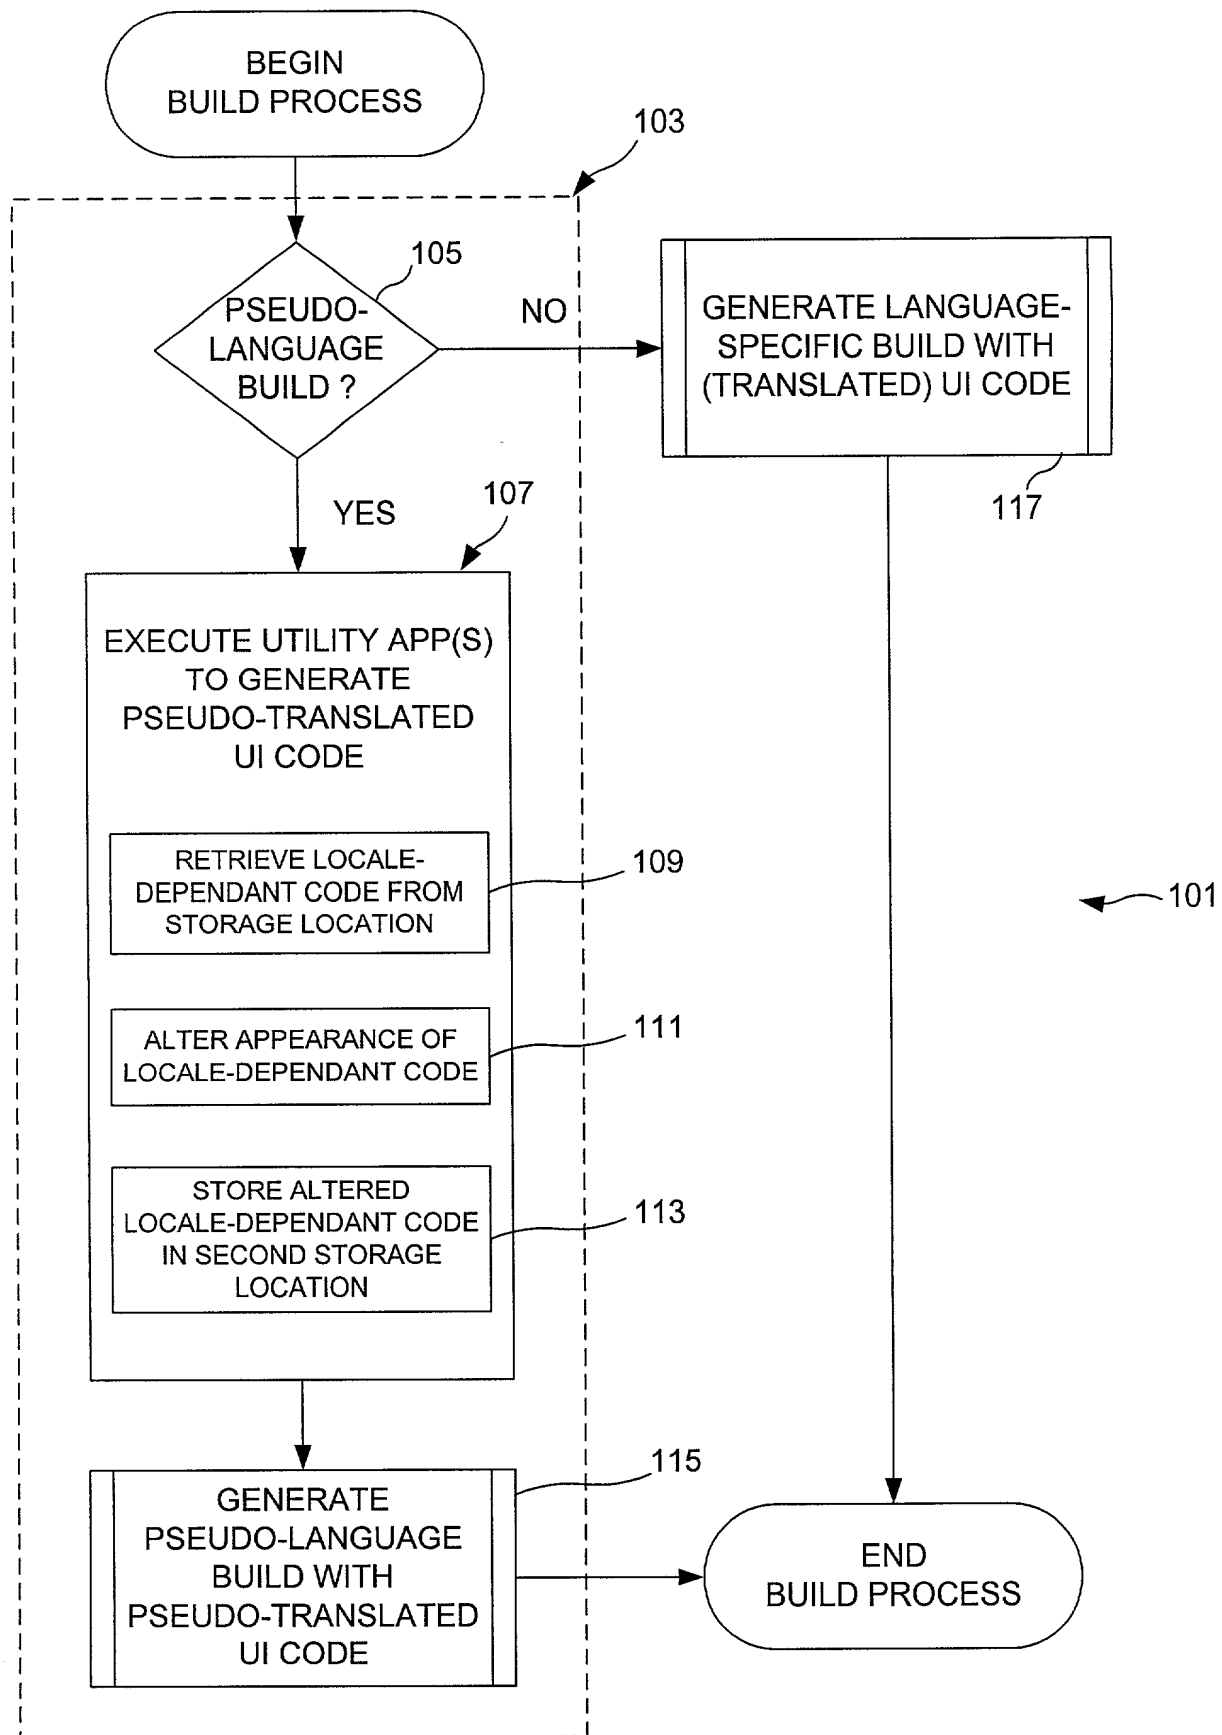 BEGIN
BUILD PROCESS
103
105
PSEUDO-
LANGUAGE
BUILD ?
NO
GENERATE LANGUAGE-
SPECIFIC BUILD WITH
(TRANSLATED) UI CODE
117
YES
107
EXECUTE UTILITY APP(S)
TO GENERATE
PSEUDO-TRANSLATED
UI CODE
RETRIEVE LOCALE-
DEPENDANT CODE FROM
STORAGE LOCATION
109
101
ALTER APPEARANCE OF
LOCALE-DEPENDANT CODE
111
STORE ALTERED
LOCALE-DEPENDANT CODE
IN SECOND STORAGE
LOCATION
113
GENERATE
PSEUDO-LANGUAGE
BUILD WITH
PSEUDO-TRANSLATED
UI CODE
115
END
BUILD PROCESS